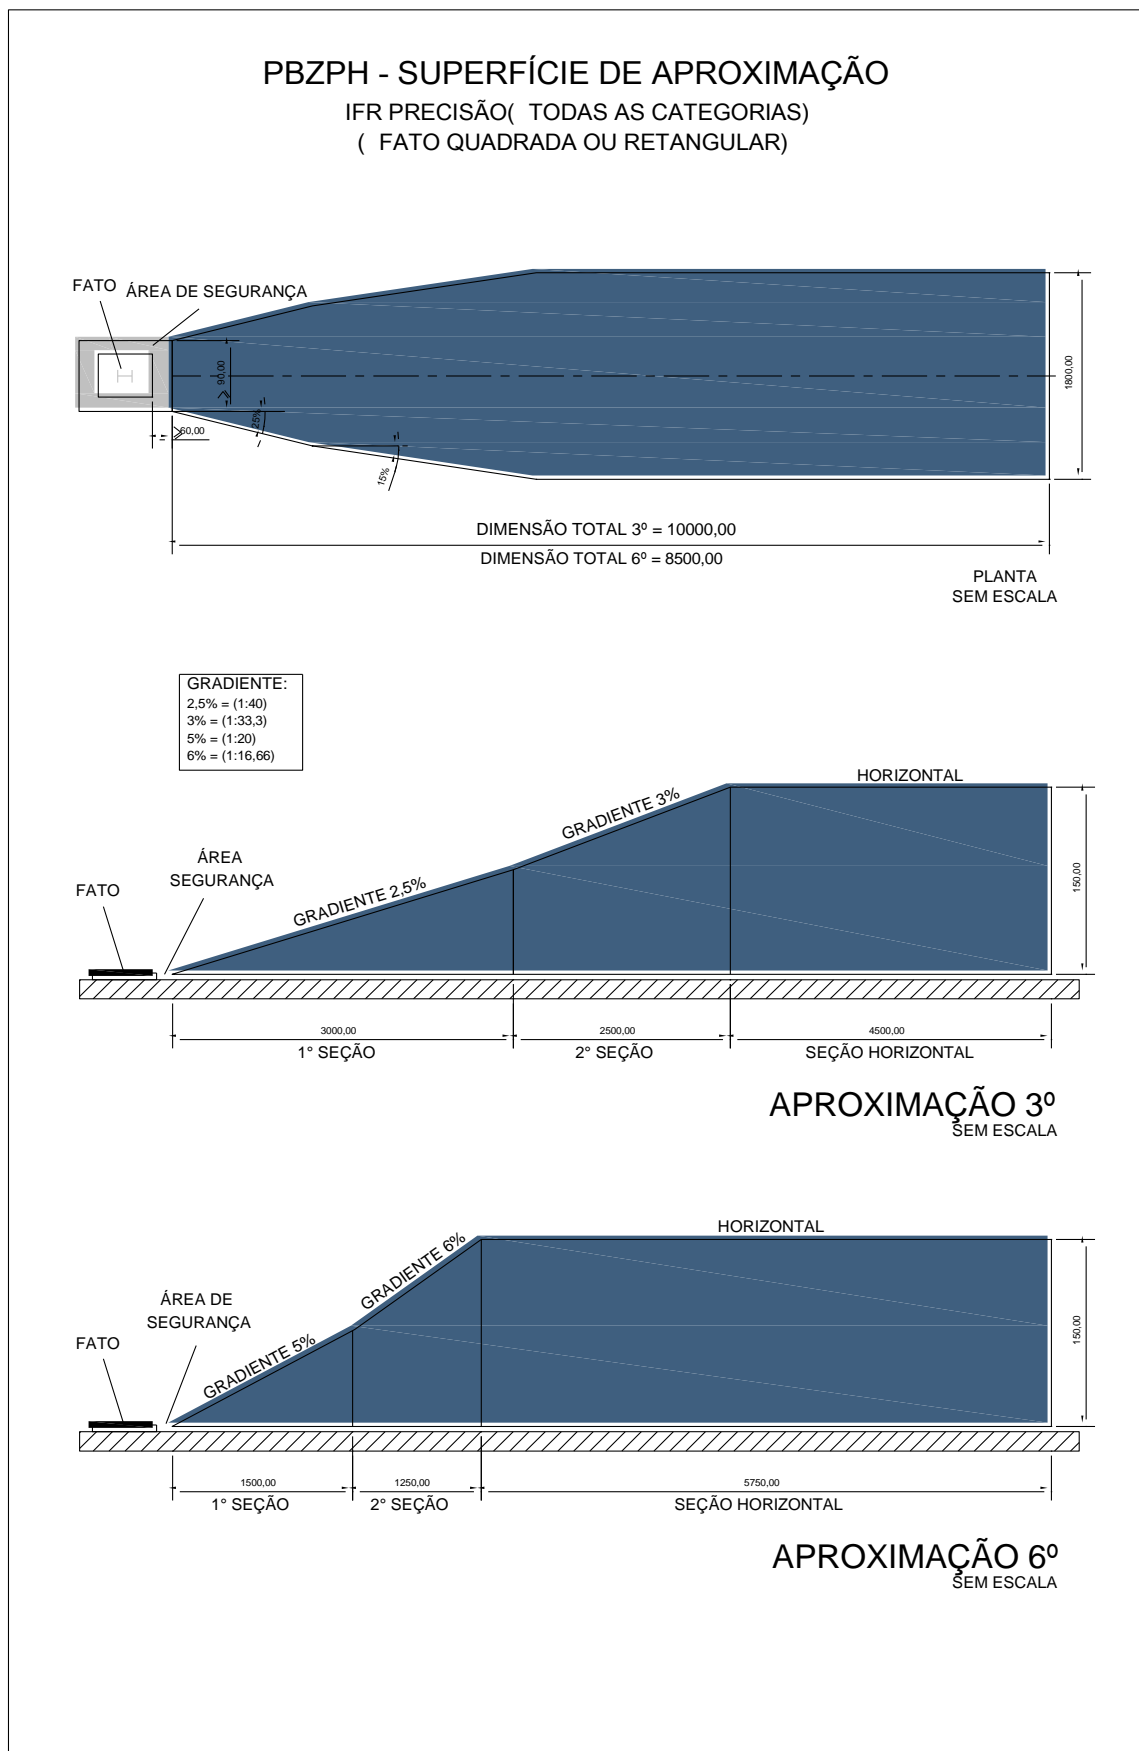 PBZPH - SUPERFÍCIE DE APROXIMAÇÃO
IFR PRECISÃO( TODAS AS CATEGORIAS)
( FATO QUADRADA OU RETANGULAR)
FATO
ÁREA DE SEGURANÇA
H
≥ 90,00
≥60,00
25%
15%
1800,00
DIMENSÃO TOTAL 3º = 10000,00
DIMENSÃO TOTAL 6º = 8500,00
PLANTA
SEM ESCALA
GRADIENTE:
2,5% = (1:40)
3% = (1:33,3)
5% = (1:20)
6% = (1:16,66)
HORIZONTAL
GRADIENTE 3%
GRADIENTE 2,5%
ÁREA
SEGURANÇA
FATO
150,00
3000,00
2500,00
4500,00
1° SEÇÃO
2° SEÇÃO
SEÇÃO HORIZONTAL
APROXIMAÇÃO 3º
SEM ESCALA
HORIZONTAL
GRADIENTE 6%
GRADIENTE 5%
ÁREA DE
SEGURANÇA
FATO
150,00
1500,00
1250,00
5750,00
1° SEÇÃO
2° SEÇÃO
SEÇÃO HORIZONTAL
APROXIMAÇÃO 6º
SEM ESCALA